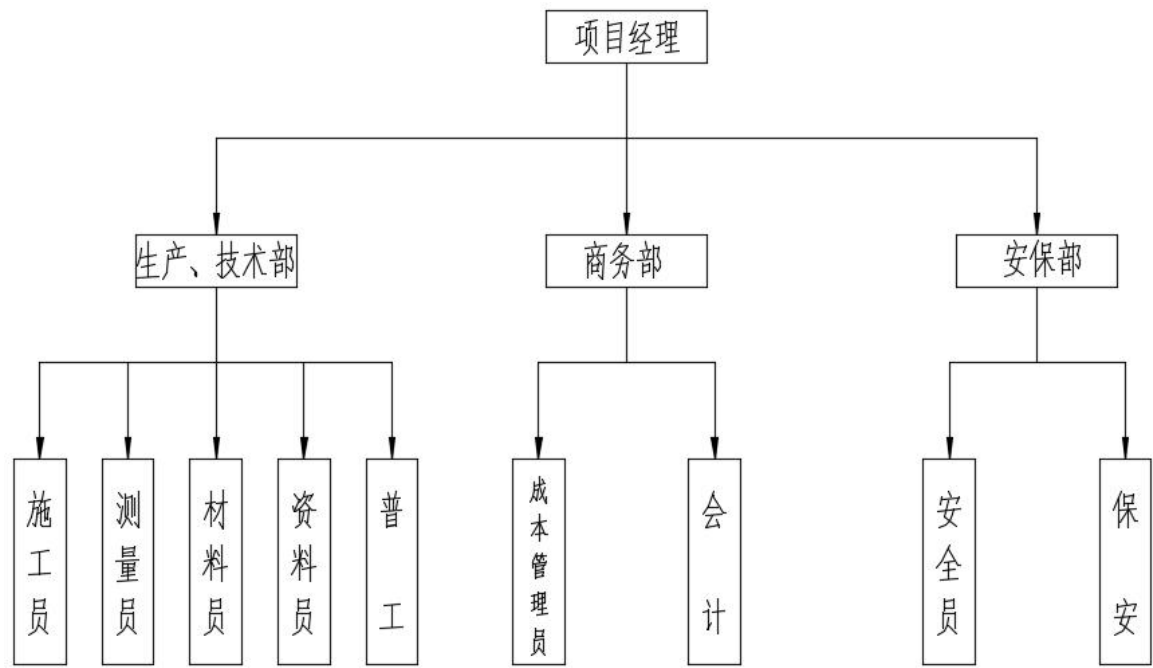 项目经理
生产、技术部
商务部
安保部
施工员
测量员
材料员
资料员
普工
成本管理员
会计
安全员
保安